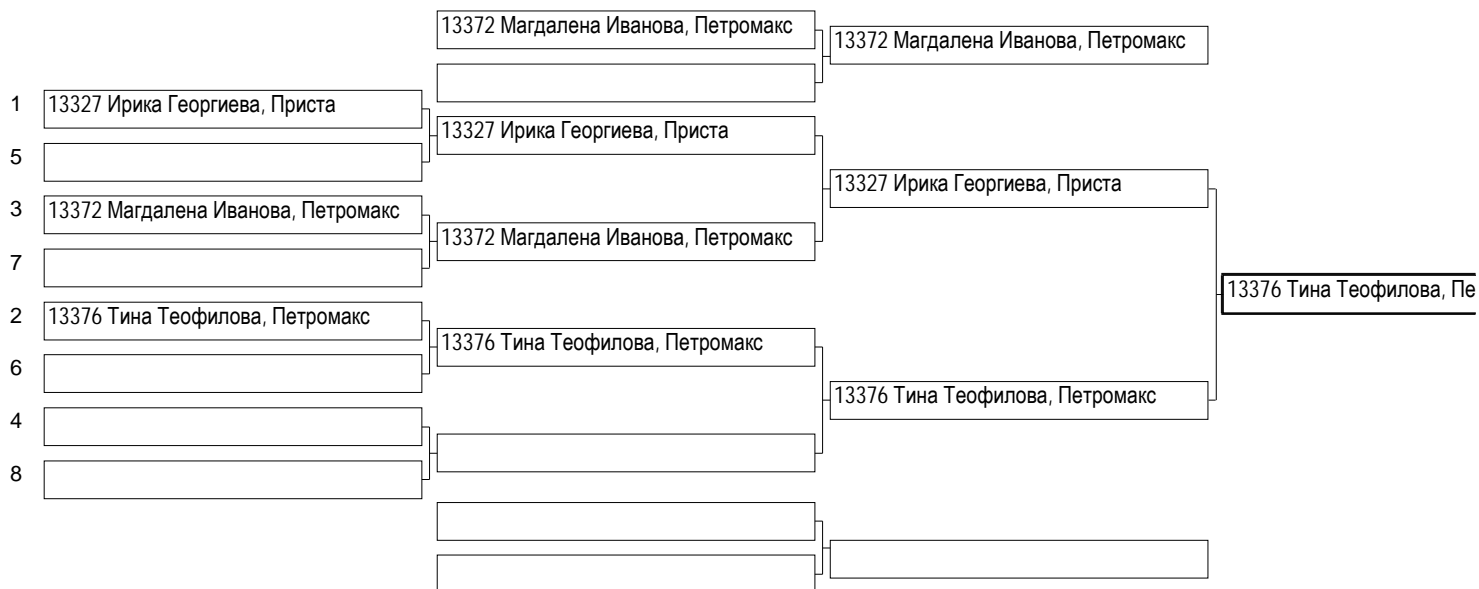 13372 Магдалена Иванова, Петромакс
13372 Магдалена Иванова, Петромакс
1 13327 Ирика Георгиева, Приста
13327 Ирика Георгиева, Приста
5
13327 Ирика Георгиева, Приста
3 13372 Магдалена Иванова, Петромакс
13372 Магдалена Иванова, Петромакс
7
13376 Тина Теофилова, Пе
2 13376 Тина Теофилова, Петромакс
13376 Тина Теофилова, Петромакс
6
13376 Тина Теофилова, Петромакс
4
8